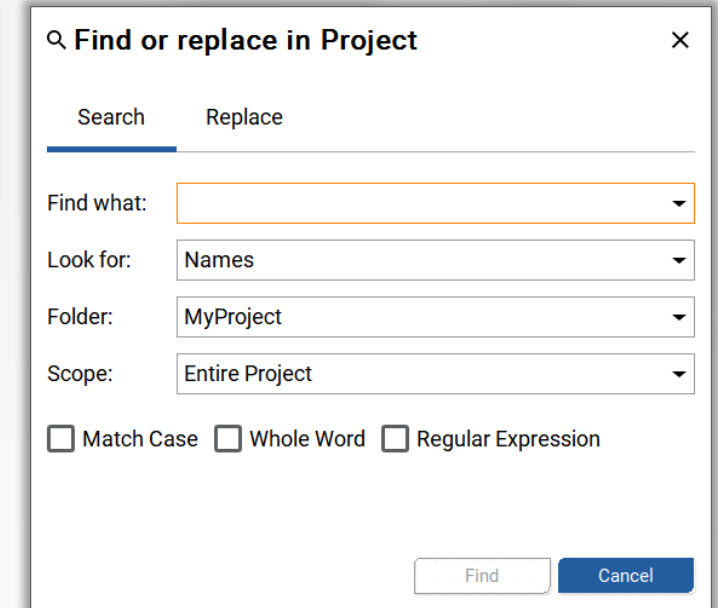 Find or replace in Project
Search Replace
Find what:
Look for: Names
Folder: MyProject
Scope: Entire Project
Match Case Whole Word Regular Expression
Find Cancel